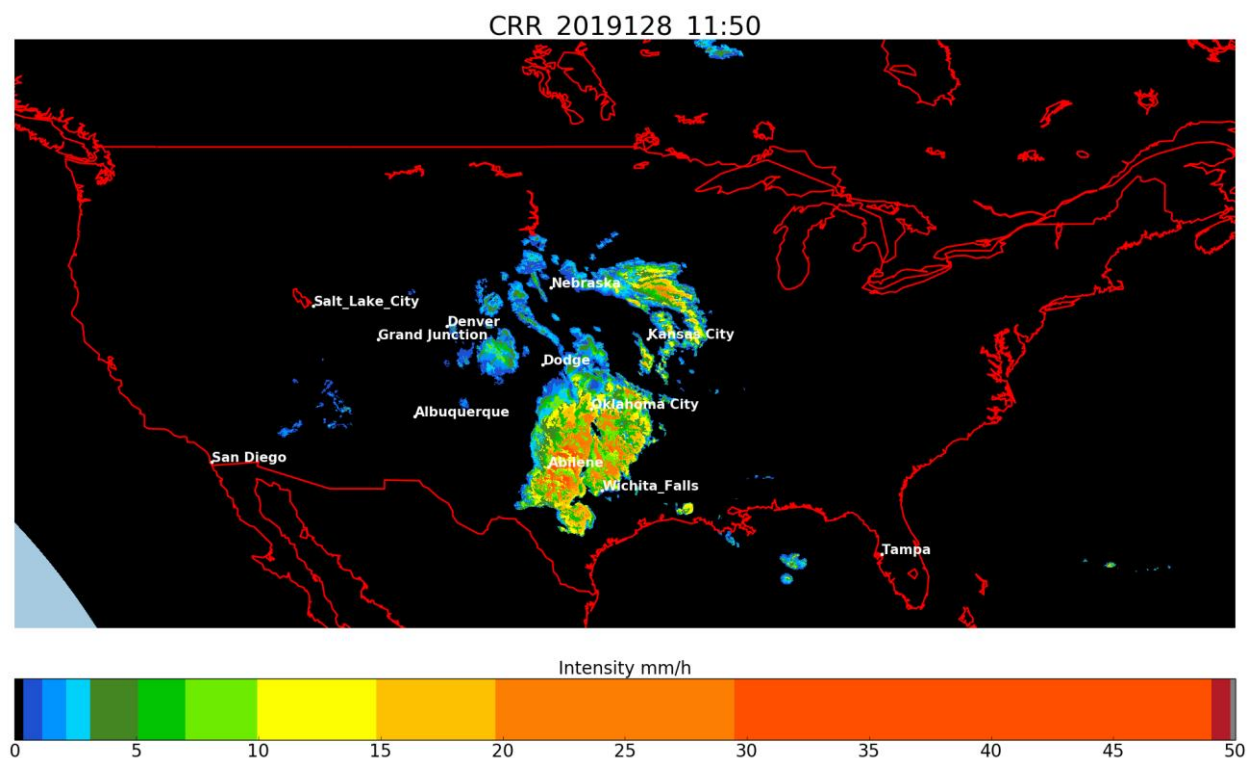 CRR 2019128 11:50
Nebraska
Salt_Lake_City
Denver
Grand Junction
Kansas City
Dodge
Albuquerque
Oklahoma City
San Diego
Abilene
Wichita_Falls
Tampa
Intensity mm/h
0 5 10 15 20 25 30 35 40 45 50